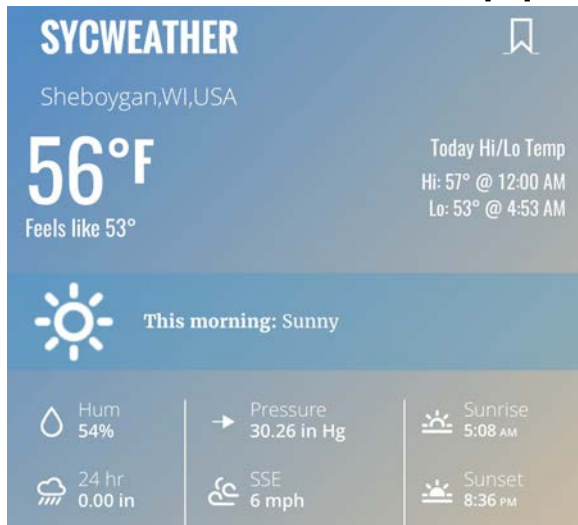 SYCWEATHER
Sheboygan,WI,USA
56°F
Feels like 53°
Today Hi/Lo Temp
Hi: 57° @ 12:00 AM
Lo: 53° @ 4:53 AM
This morning: Sunny
Hum
54%
Pressure
30.26 in Hg
Sunrise
5:08 AM
24 hr
0.00 in
SSE
6 mph
Sunset
8:36 PM